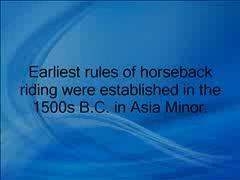 Earliest rules of horseback
riding were established in the
1500s B.C. in Asia Minor.